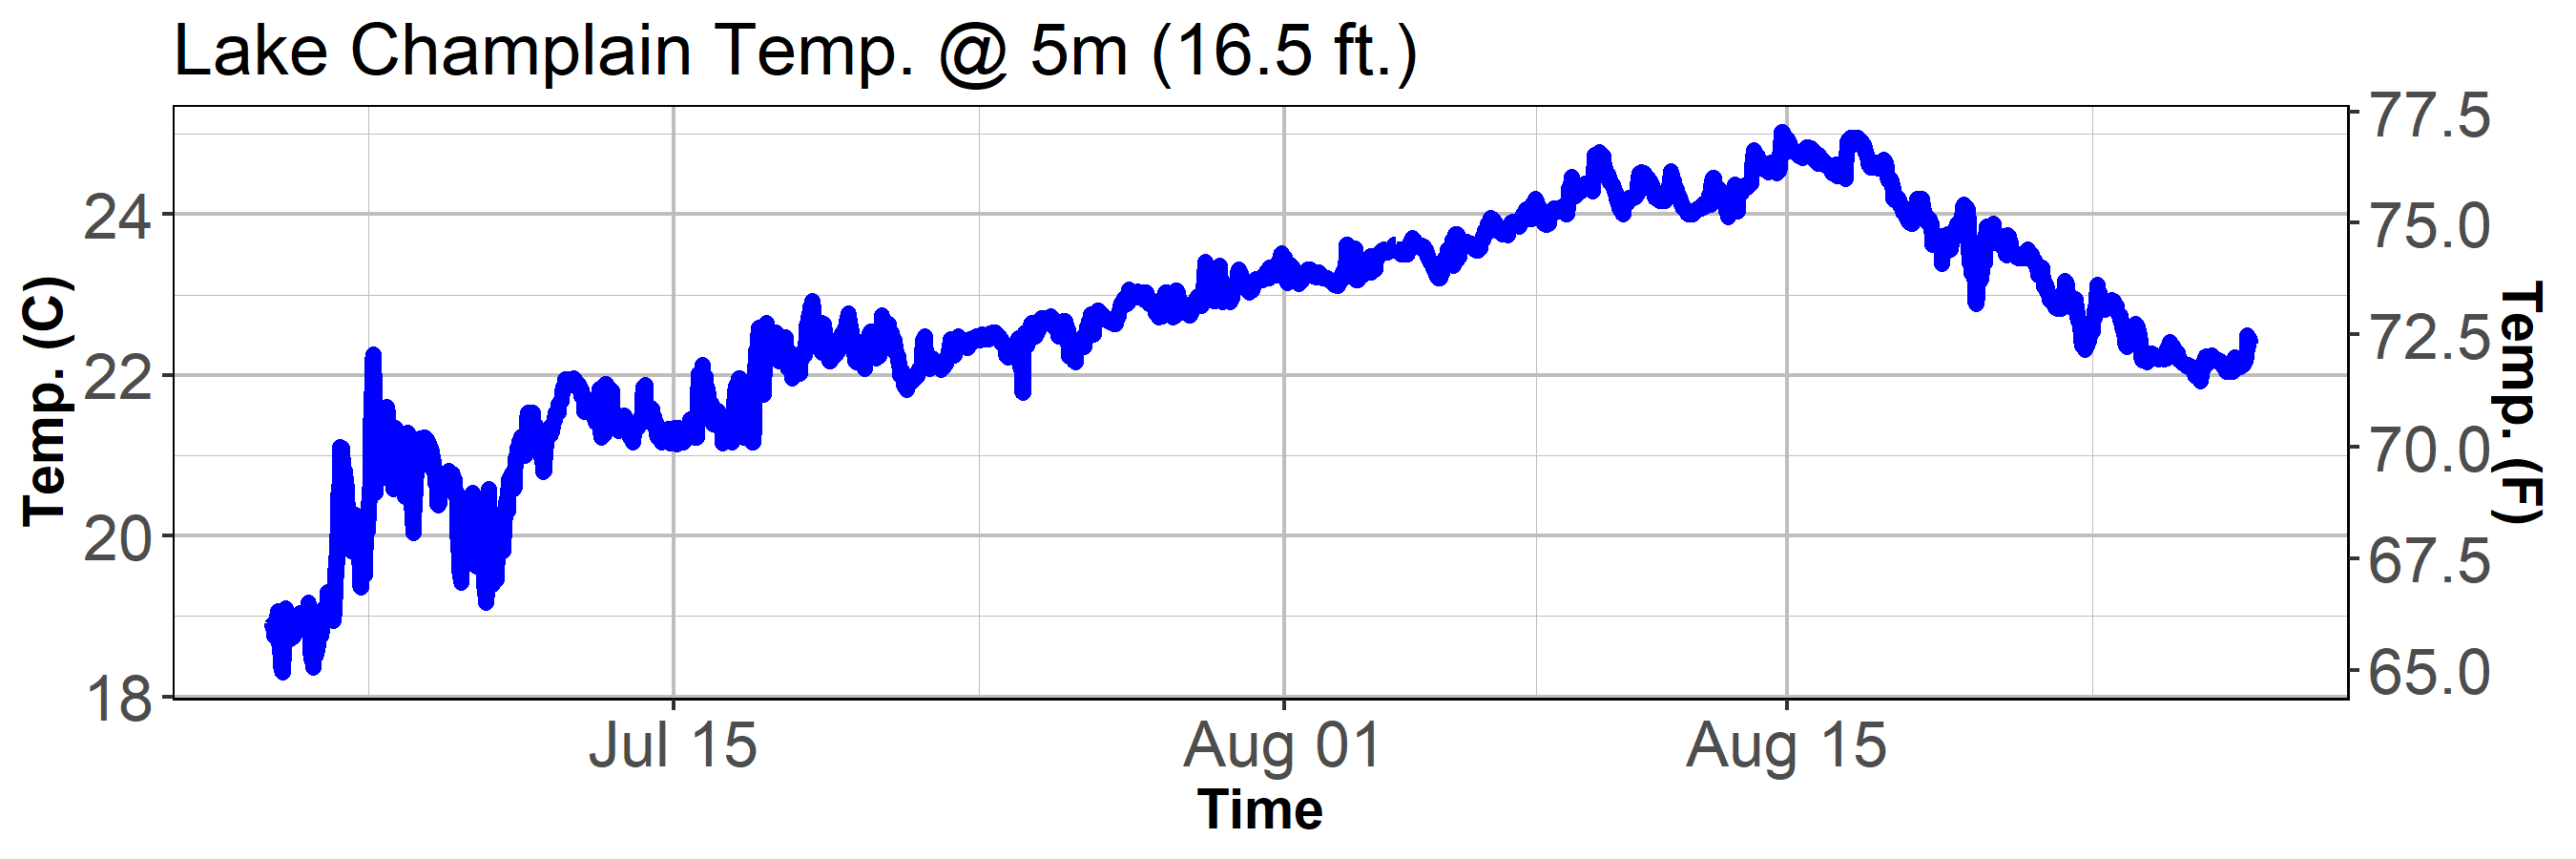 Lake Champlain Temp. @ 5m (16.5 ft.)
Temp. (C)
24
22
20
18
77.5
75.0
72.5
70.0
67.5
65.0
Temp. (F)
Jul 15
Aug 01
Aug 15
Time